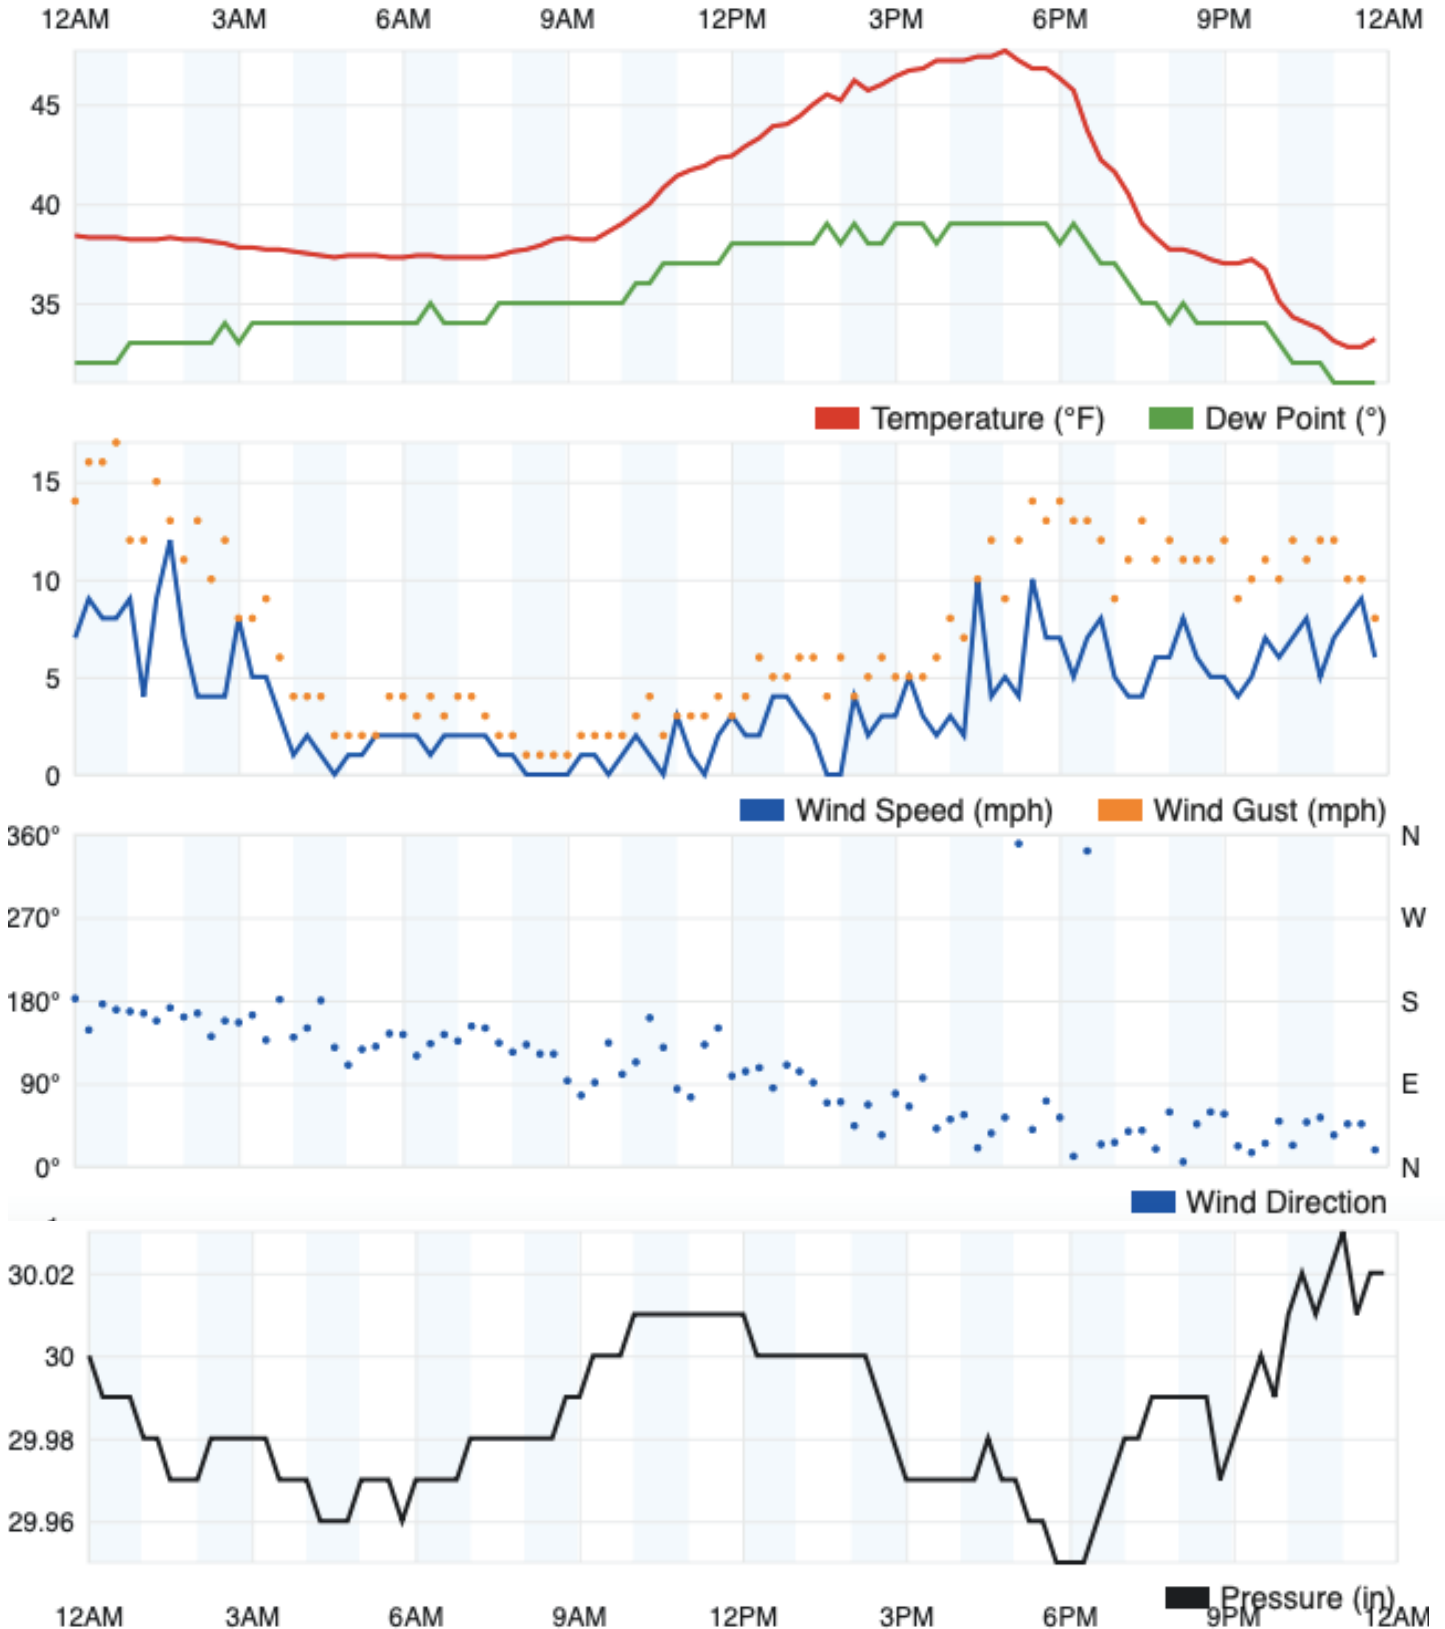 12AM 3AM 6AM 9AM 12PM 3PM 6PM 9PM 12AM
45
40
35
Temperature (°F) Dew Point (°)
15
10
5
0
Wind Speed (mph) Wind Gust (mph)
360° N
270° W
180° S
90° E
0° N
Wind Direction
30.02
30
29.98
29.96
Pressure (in)
12AM 3AM 6AM 9AM 12PM 3PM 6PM 9PM 12AM